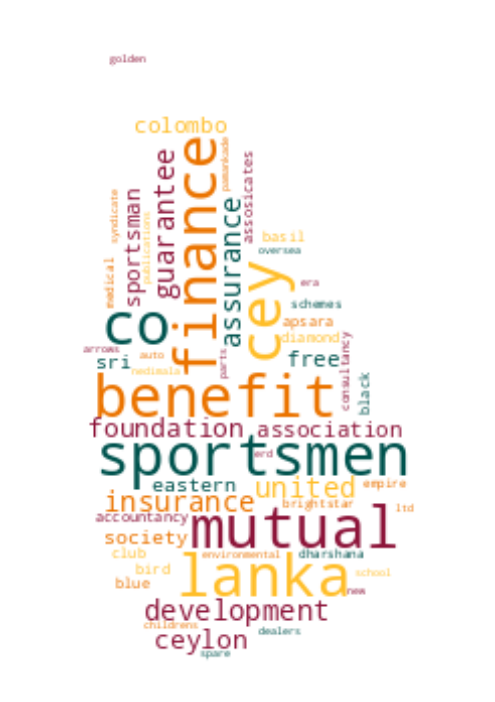 golden
colombo
finance
pamankade
guarantee
assosicates
sportsman
syndicate
publications
assurance
basil
oversea
cey
medical
era
schemes
co
apsara
diamond
consultancy
arrows
auto
parts
free
sri
nedimala
black
benefit
foundation
association
sportsmen
erd
eastern
united
empire
insurance
brightstar
ltd
accountancy
mutual
society
club
environmental
dharshana
bird
lanka
school
blue
new
development
childrens
dealers
ceylon
spare